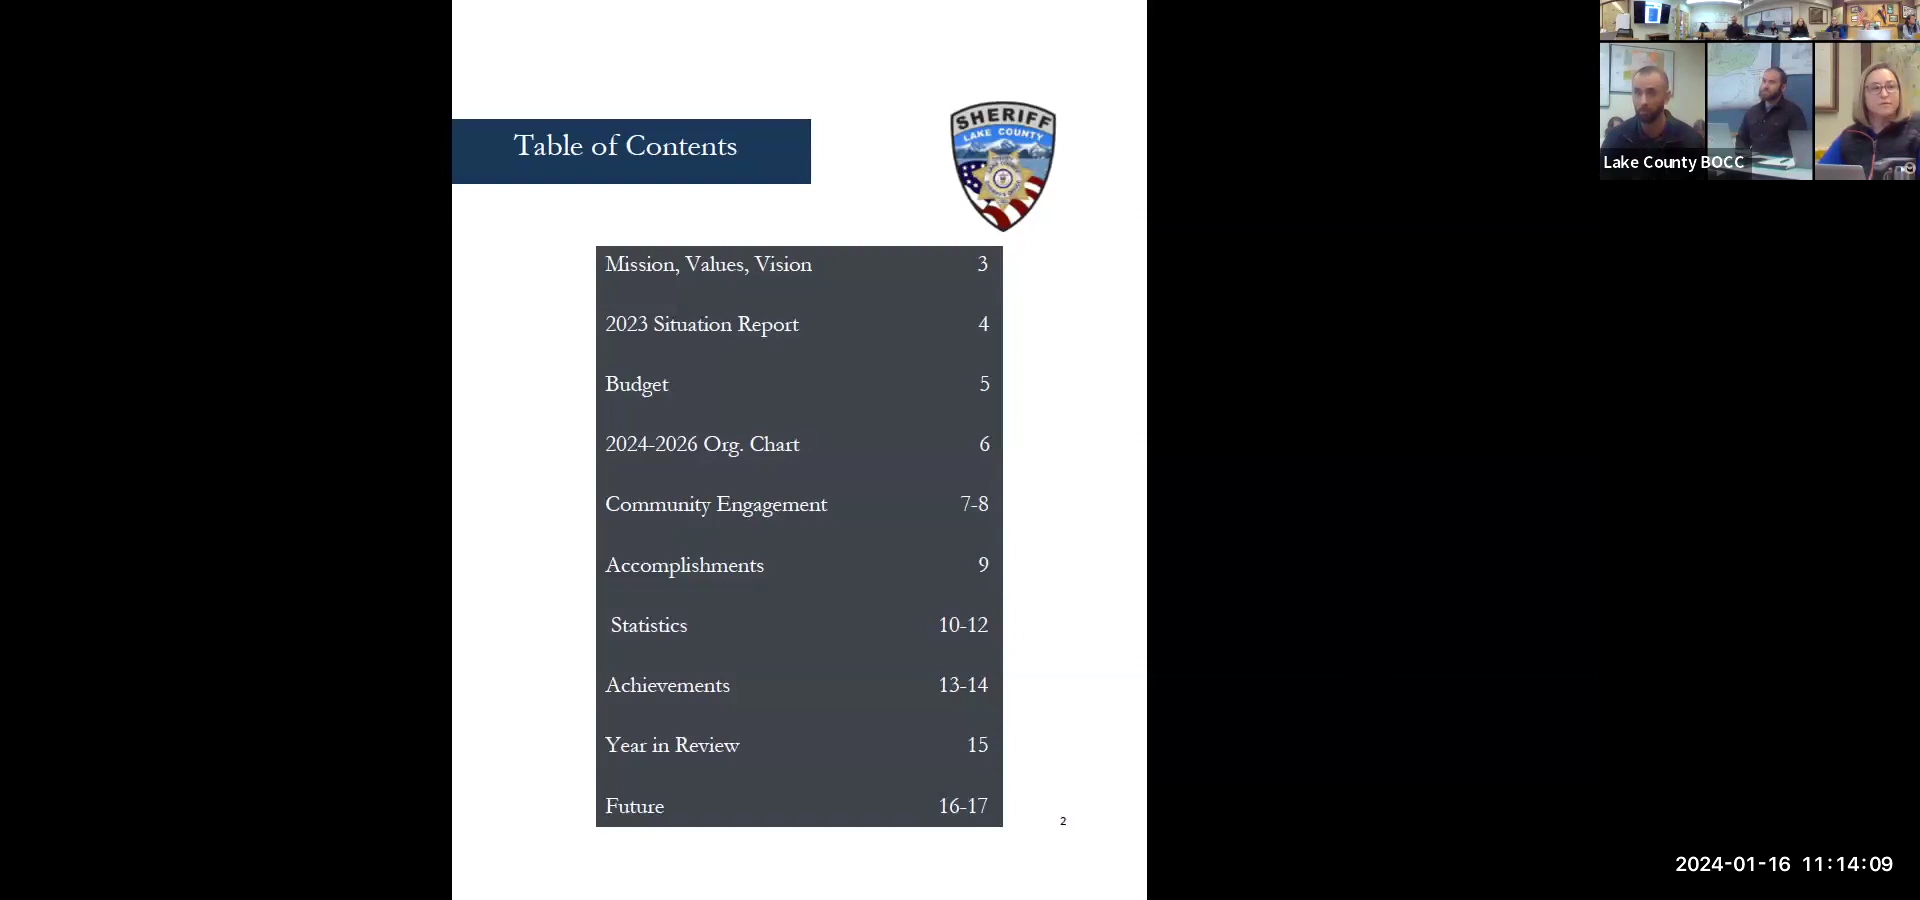 Table of Contents
SHERIFF
LAKE COUNTY
Mission, Values, Vision 3
2023 Situation Report 4
Budget 5
2024-2026 Org. Chart 6
Community Engagement 7-8
Accomplishments 9
Statistics 10-12
Achievements 13-14
Year in Review 15
Future 16-17
2
Lake County BOCC
2024-01-16 11:14:09